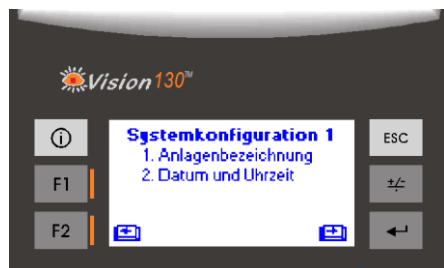 Vision130™
Systemkonfiguration 1
1. Anlagenbezeichnung
2. Datum und Uhrzeit
i
ESC
F1
+/-
F2